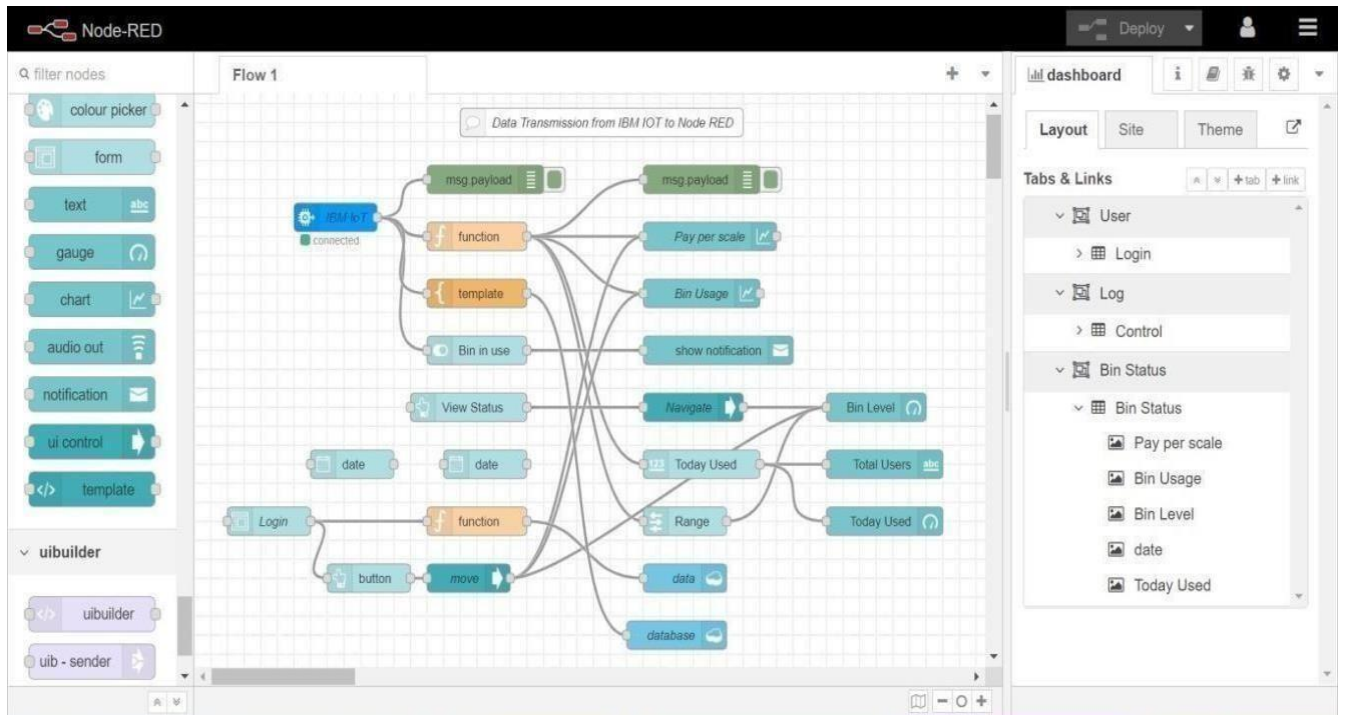 Node-RED
Deploy
filter nodes
Flow 1
dashboard
i
colour picker
form
text
abc
gauge
chart
audio out
notification
ui control
template
uibuilder
uibuilder
uib - sender
Data Transmission from IBM IOT to Node RED
msg.payload
msg.payload
IBM IoT
connected
function
Pay per scale
template
Bin Usage
Bin in use
show notification
View Status
Navigate
Bin Level
date
date
123
Today Used
Total Users
abc
Login
function
Range
Today Used
button
move
data
database
Layout
Site
Theme
Tabs & Links
+ tab
+ link
User
Login
Log
Control
Bin Status
Bin Status
Pay per scale
Bin Usage
Bin Level
date
Today Used